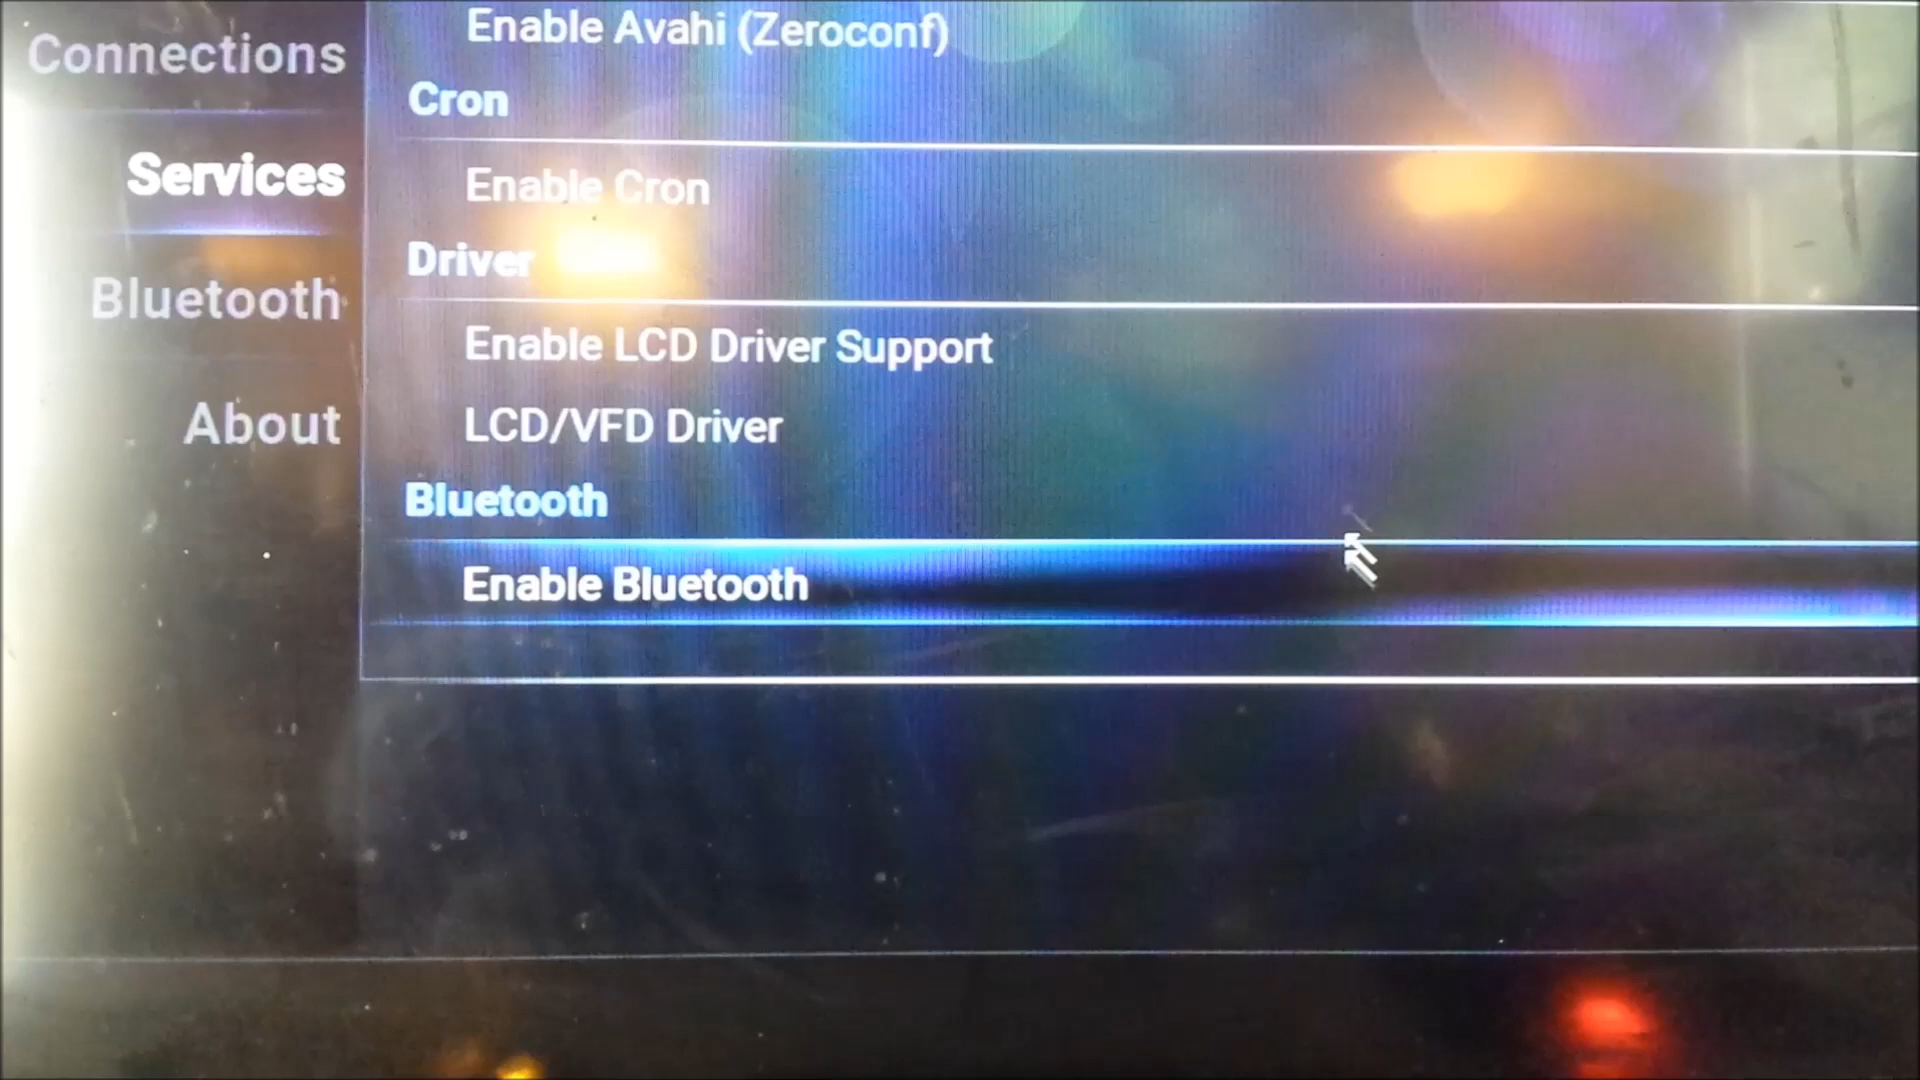 Connections
Services
Bluetooth
About
Enable Avahi (Zeroconf)
Cron
Enable Cron
Driver
Enable LCD Driver Support
LCD/VFD Driver
Bluetooth
Enable Bluetooth